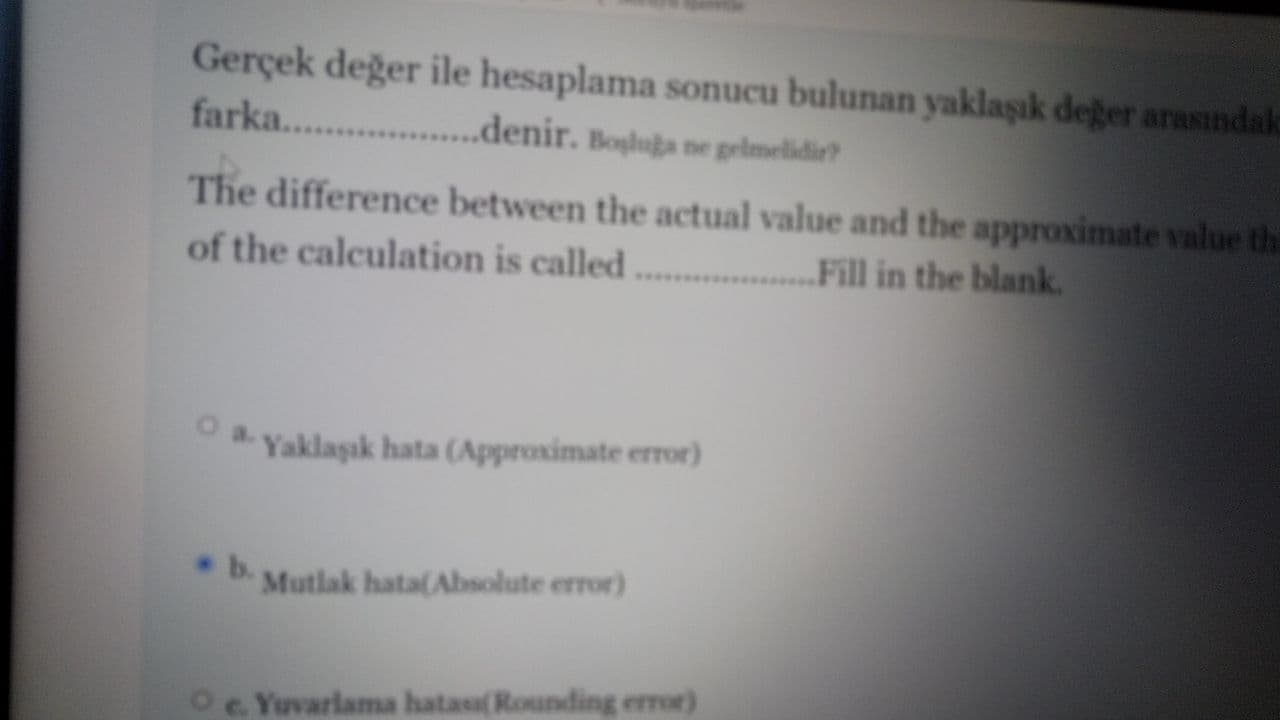 Gerçek değer ile hesaplama sonucu bulunan yaklaşık değer arasındak
farka...................denir. Boşluğa ne gelmelidir?
The difference between the actual value and the approximate value th
of the calculation is called ...................Fill in the blank.
a. Yaklaşık hata (Approximate error)
b. Mutlak hata(Absolute error)
c. Yuvarlama hatası(Rounding error)